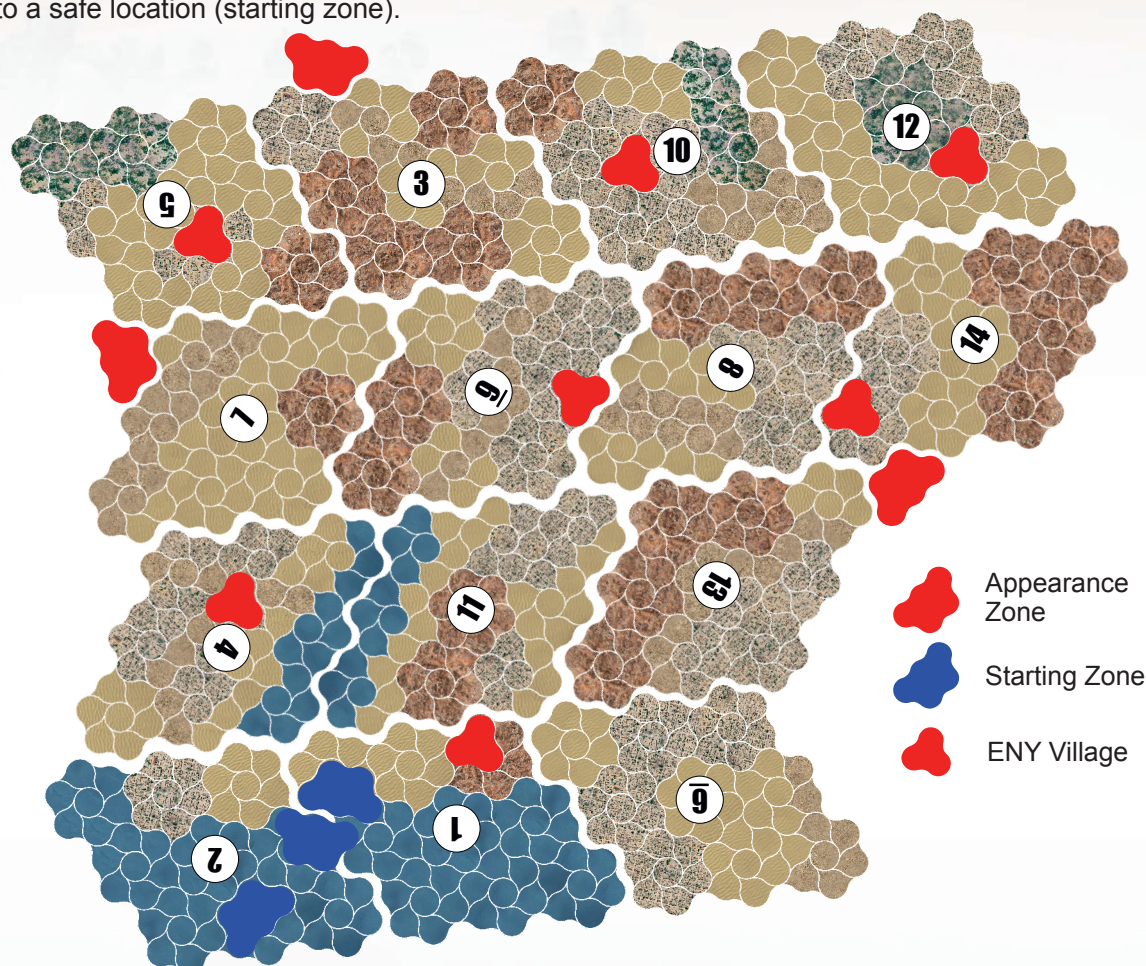 to a safe location (starting zone).
12
10
3
5
14
8
6
7
13
11
4
9
1
2
Appearance
Zone
Starting Zone
ENY Village